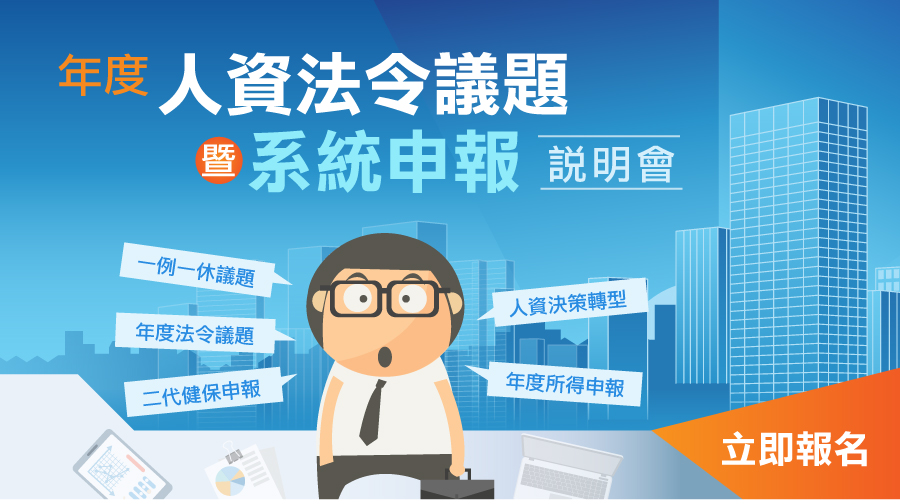 年度 人資法令議題
暨 系統申報 説明會
一例一休議題
年度法令議題
二代健保申報
人資決策轉型
年度所得申報
立即報名